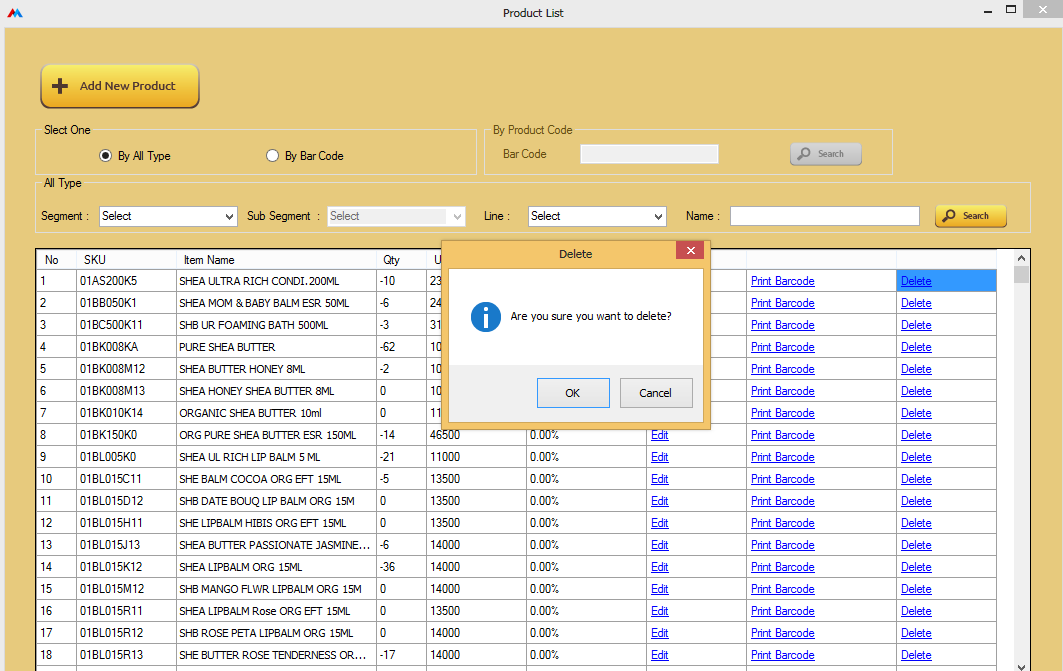 Product List
Add New Product
Slect One
By All Type
By Bar Code
By Product Code
Bar Code
Search
All Type
Segment : Select Sub Segment : Select Line : Select Name : Search
No SKU Item Name Qty U
1 01AS200K5 SHEA ULTRA RICH CONDI.200ML -10 23 Print Barcode Delete
2 01BB050K1 SHEA MOM & BABY BALM ESR 50ML -6 24 Print Barcode Delete
3 01BC500K11 SHB UR FOAMING BATH 500ML -3 31 Print Barcode Delete
4 01BK008KA PURE SHEA BUTTER -62 10 Print Barcode Delete
5 01BK008M12 SHEA BUTTER HONEY 8ML -2 10 Print Barcode Delete
6 01BK008M13 SHEA HONEY SHEA BUTTER 8ML 0 10 Print Barcode Delete
7 01BK010K14 ORGANIC SHEA BUTTER 10ml 0 11 Print Barcode Delete
8 01BK150K0 ORG PURE SHEA BUTTER ESR 150ML -14 46500 0.00% Edit Print Barcode Delete
9 01BL005K0 SHEA UL RICH LIP BALM 5 ML -21 11000 0.00% Edit Print Barcode Delete
10 01BL015C11 SHE BALM COCOA ORG EFT 15ML -5 13500 0.00% Edit Print Barcode Delete
11 01BL015D12 SHB DATE BOUQ LIP BALM ORG 15M 0 13500 0.00% Edit Print Barcode Delete
12 01BL015H11 SHE LIPBALM HIBIS ORG EFT 15ML 0 13500 0.00% Edit Print Barcode Delete
13 01BL015J13 SHEA BUTTER PASSIONATE JASMINE... -6 14000 0.00% Edit Print Barcode Delete
14 01BL015K12 SHEA LIPBALM ORG 15ML -36 14000 0.00% Edit Print Barcode Delete
15 01BL015M12 SHB MANGO FLWR LIPBALM ORG 15M 0 14000 0.00% Edit Print Barcode Delete
16 01BL015R11 SHEA LIPBALM Rose ORG EFT 15ML 0 13500 0.00% Edit Print Barcode Delete
17 01BL015R12 SHB ROSE PETA LIPBALM ORG 15ML 0 14000 0.00% Edit Print Barcode Delete
18 01BL015R13 SHE BUTTER ROSE TENDERNESS OR... -17 14000 0.00% Edit Print Barcode Delete
Delete
Are you sure you want to delete?
OK Cancel